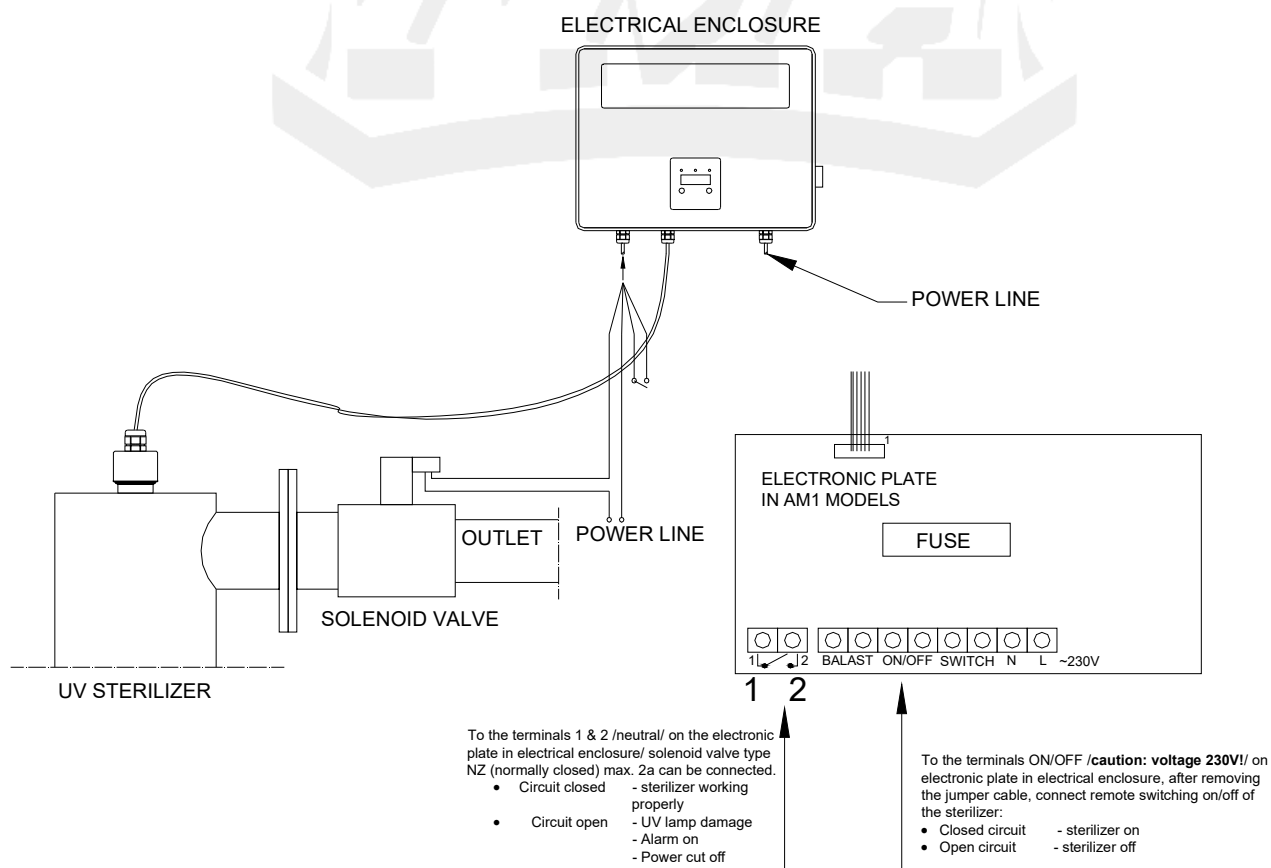 ELECTRICAL ENCLOSURE
POWER LINE
1
ELECTRONIC PLATE
IN AM1 MODELS
FUSE
OUTLET
POWER LINE
SOLENOID VALVE
1 2 BALAST ON/OFF SWITCH N L ~230V
1 2
UV STERILIZER
To the terminals 1 & 2 /neutral/ on the electronic
plate in electrical enclosure/ solenoid valve type
NZ (normally closed) max. 2a can be connected.
• Circuit closed - sterilizer working
properly
• Circuit open - UV lamp damage
- Alarm on
- Power cut off
To the terminals ON/OFF /caution: voltage 230V!/ on
electronic plate in electrical enclosure, after removing
the jumper cable, connect remote switching on/off of
the sterilizer:
• Closed circuit - sterilizer on
• Open circuit - sterilizer off